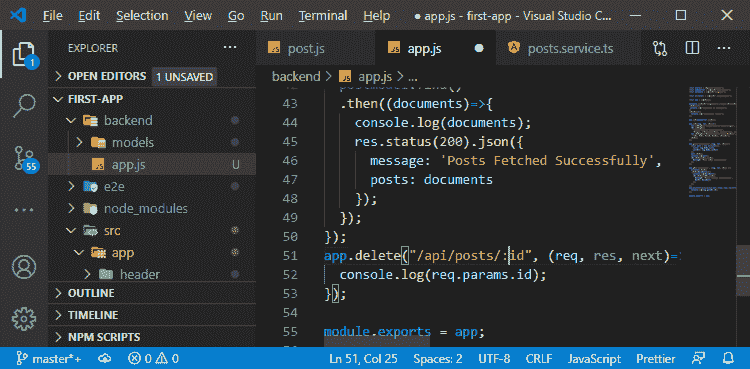 File Edit View Go Run Terminal Help app.js - first-app - Visual Studio C...
EXPLORER
OPEN EDITORS 1 UNSAVED
FIRST-APP
backend
models
app.js U
e2e
node_modules
src
app
header
OUTLINE
TIMELINE
NPM SCRIPTS
1
55
post.js app.js posts.service.ts
backend > app.js > ...
43 .then((documents)=>{
44 console.log(documents);
45 res.status(200).json({
46 message: 'Posts Fetched Successfully',
47 posts: documents
48 });
49 });
50 });
51 app.delete("/api/posts/:id", (req, res, next)=
52 console.log(req.params.id);
53 });
54
55 module.exports = app;
master*+ 0 0 Ln 51, Col 25 Spaces: 2 UTF-8 CRLF JavaScript Prettier